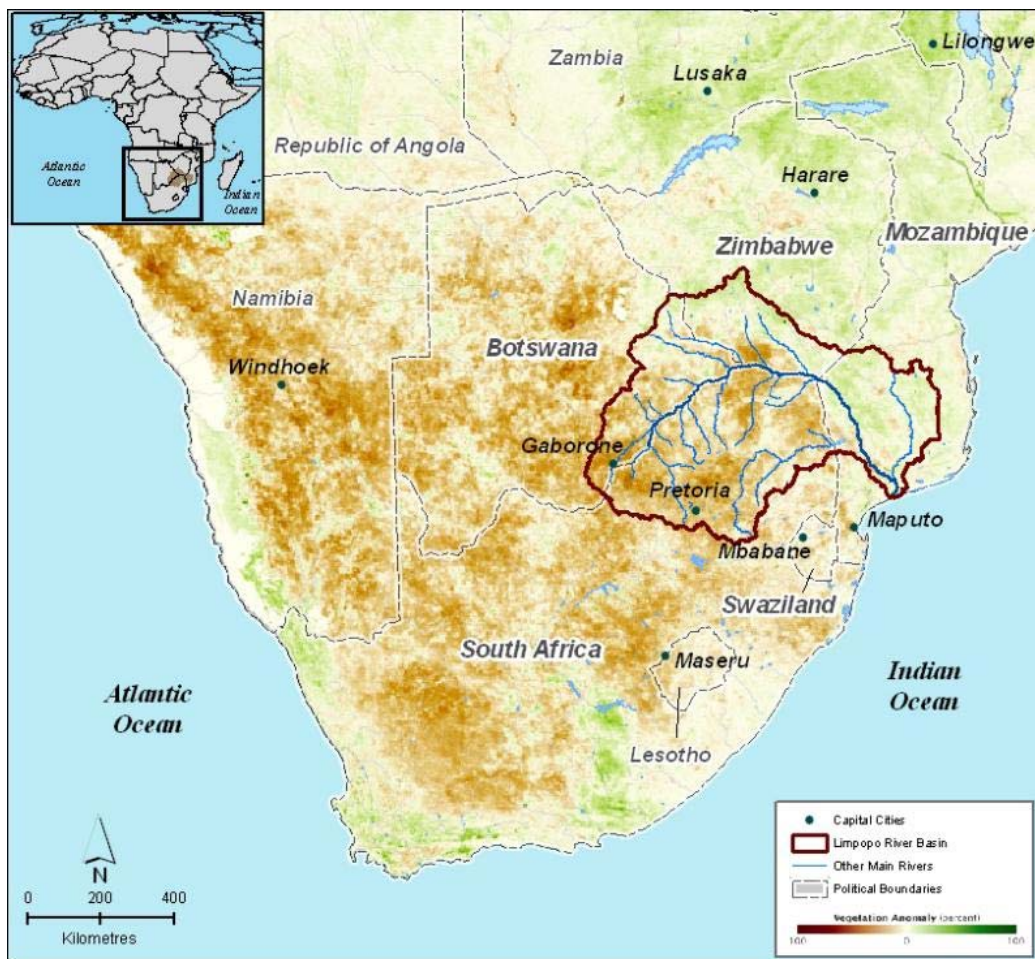 Atlantic
Ocean
Indian
Ocean
Zambia
Lilongwe
Lusaka
Republic of Angola
Harare
Zimbabwe
Mozambique
Namibia
Botswana
Windhoek
Gaborone
Pretoria
Maputo
Mbabane
Swaziland
South Africa
Maseru
Atlantic
Ocean
Indian
Ocean
Lesotho
N
0 200 400
Kilometres
Capital Cities
Limpopo River Basin
Other Main Rivers
Political Boundaries
Vegetation Anomaly (percent)
100 0 100